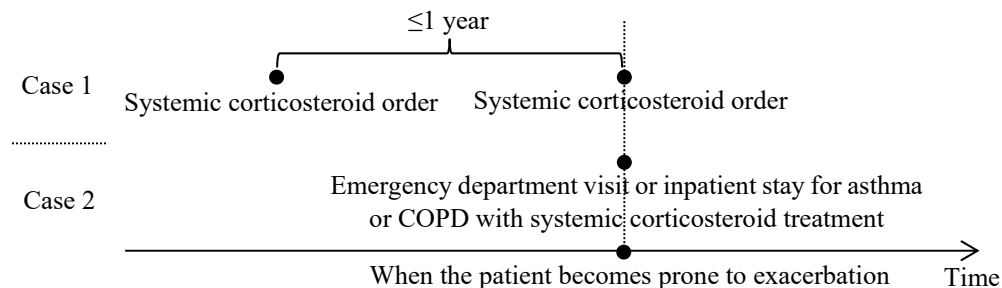 ≤1 year
Case 1
Systemic corticosteroid order
Systemic corticosteroid order
Case 2
Emergency department visit or inpatient stay for asthma
or COPD with systemic corticosteroid treatment
When the patient becomes prone to exacerbation
Time